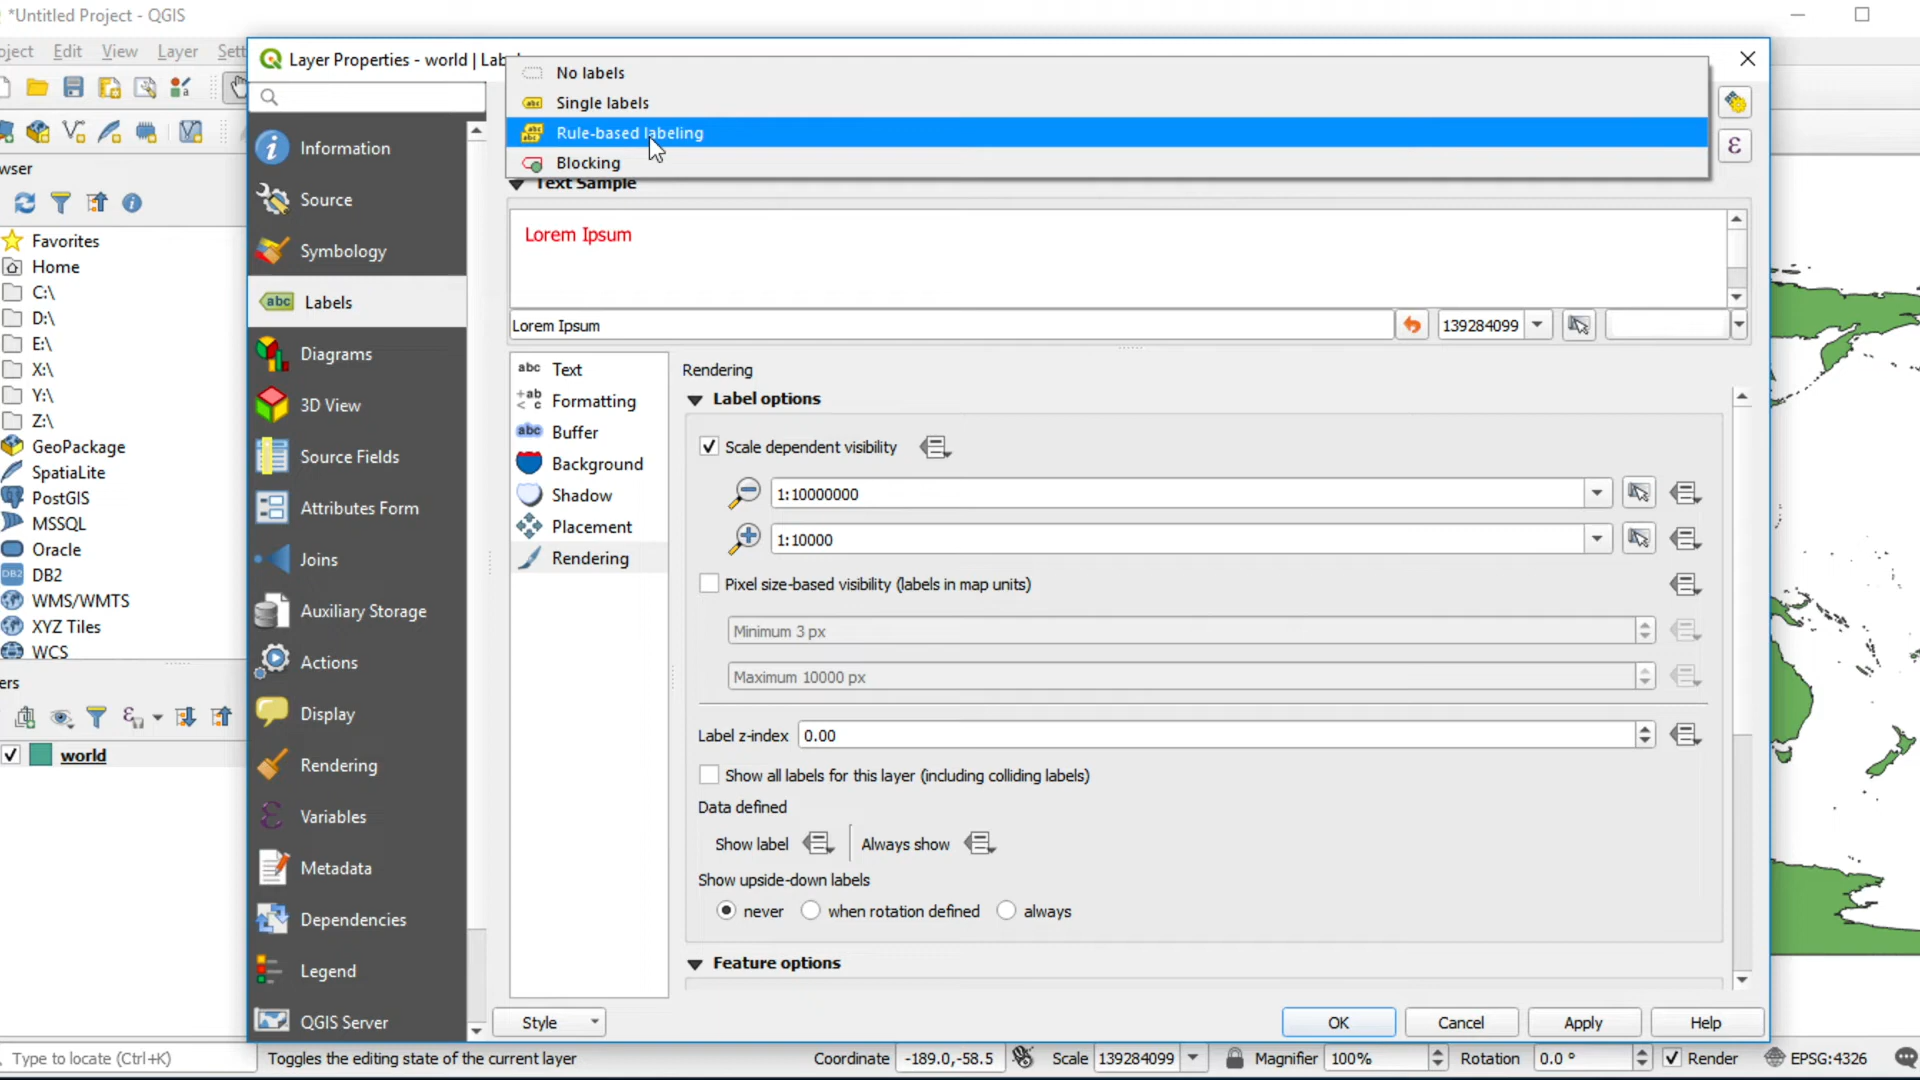 *Untitled Project - QGIS
oject Edit View Layer Sett
Layer Properties - world | Lab
No labels
Single labels
Rule-based labeling
Blocking
Text Sample
Lorem Ipsum
Lorem Ipsum
139284099
Information
Source
Symbology
abc Labels
Diagrams
3D View
Source Fields
Attributes Form
Joins
Auxiliary Storage
Actions
Display
Rendering
Variables
Metadata
Dependencies
Legend
QGIS Server
wser
Favorites
Home
C:\
D:\
E:\
X:\
Y:\
Z:\
GeoPackage
SpatiaLite
PostGIS
MSSQL
Oracle
DB2 DB2
WMS/WMTS
XYZ Tiles
WCS
ers
world
abc Text
+ab < c Formatting
abc Buffer
Background
Shadow
Placement
Rendering
Rendering
Label options
Scale dependent visibility
1:10000000
1:10000
Pixel size-based visibility (labels in map units)
Minimum 3 px
Maximum 10000 px
Label z-index 0.00
Show all labels for this layer (including colliding labels)
Data defined
Show label Always show
Show upside-down labels
never when rotation defined always
Feature options
Style OK Cancel Apply Help
Type to locate (Ctrl+K) Toggles the editing state of the current layer Coordinate -189.0,-58.5 Scale 139284099 Magnifier 100% Rotation 0.0 ° Render EPSG:4326